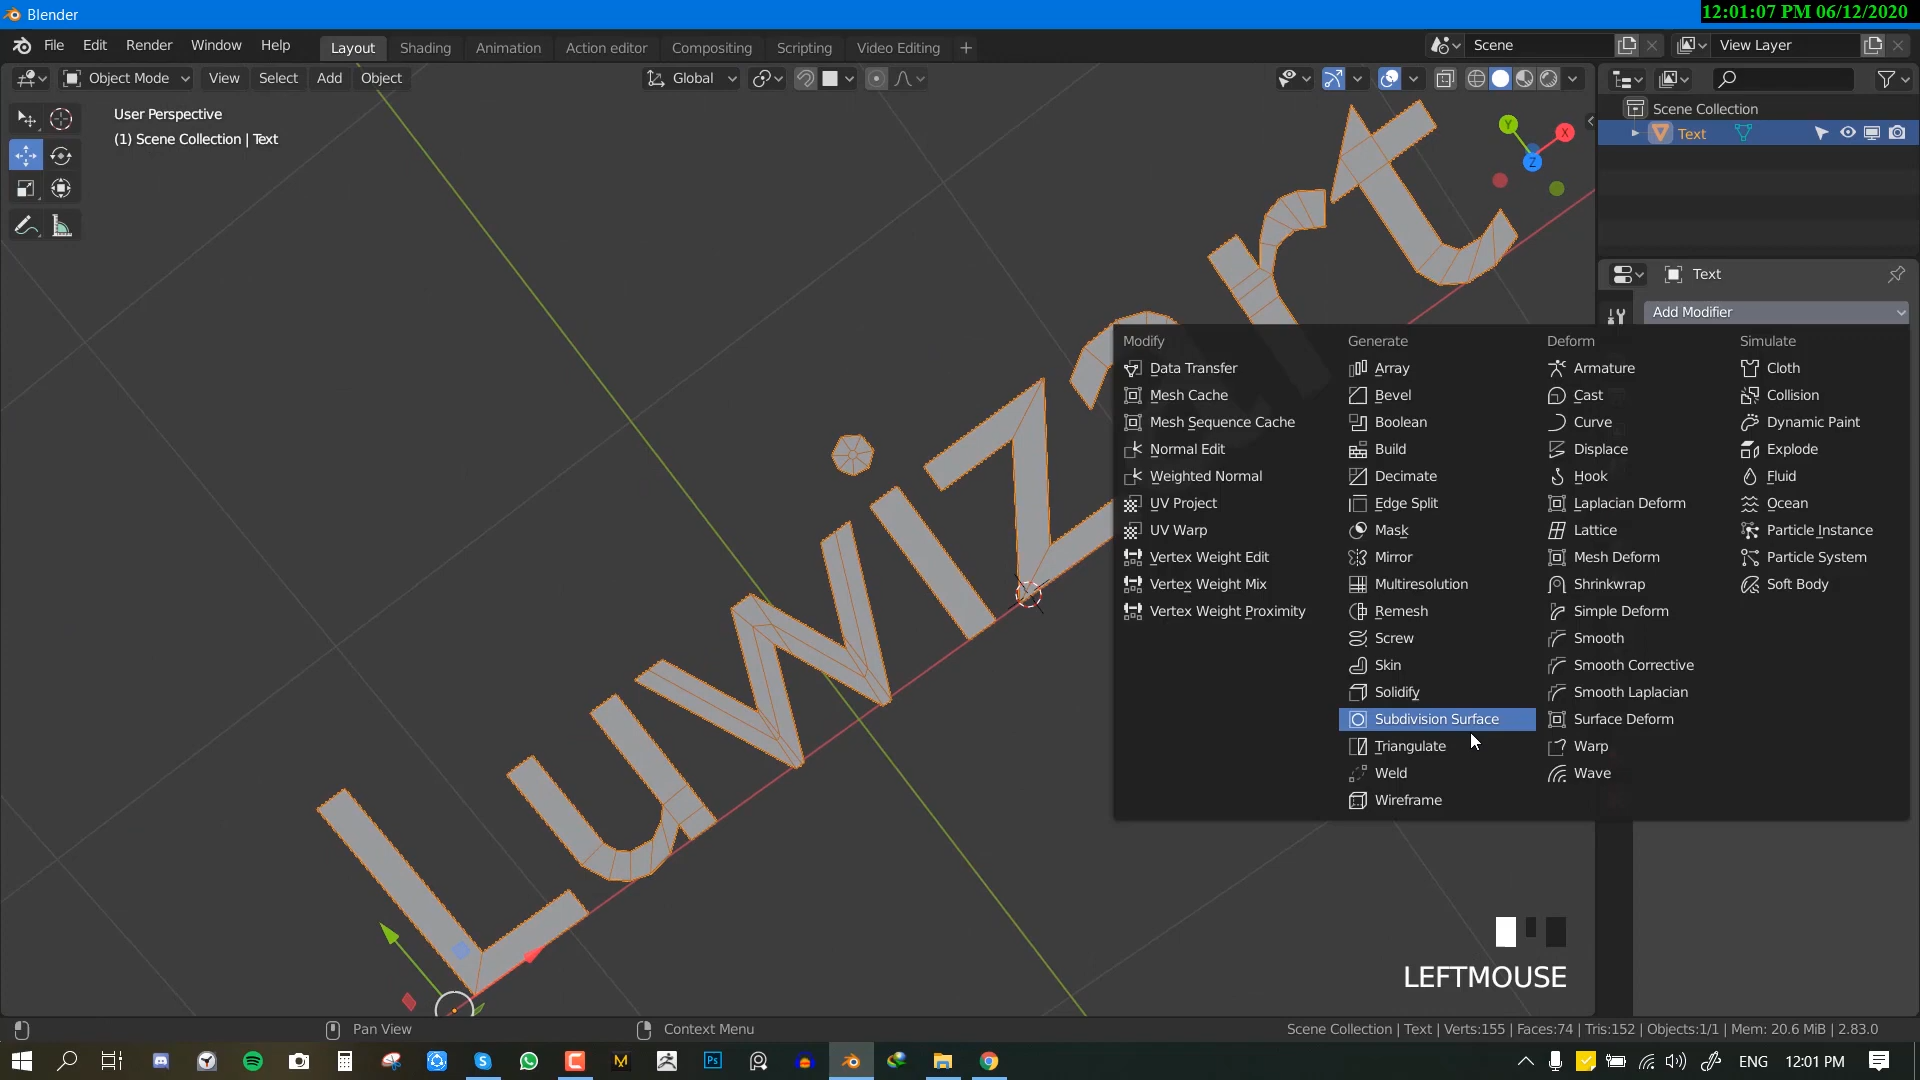 Blender
12:01:07 PM 06/12/2020
File Edit Render Window Help
Layout Shading Animation Action editor Compositing Scripting Video Editing +
Scene
View Layer
Object Mode View Select Add Object
Global
User Perspective
(1) Scene Collection | Text
Y X Z
Scene Collection
Text
Text
Add Modifier
Luwizart
Modify
Data Transfer
Mesh Cache
Mesh Sequence Cache
Normal Edit
Weighted Normal
UV Project
UV Warp
Vertex Weight Edit
Vertex Weight Mix
Vertex Weight Proximity
Generate
Array
Bevel
Boolean
Build
Decimate
Edge Split
Mask
Mirror
Multiresolution
Remesh
Screw
Skin
Solidify
Subdivision Surface
Triangulate
Weld
Wireframe
Deform
Armature
Cast
Curve
Displace
Hook
Laplacian Deform
Lattice
Mesh Deform
Shrinkwrap
Simple Deform
Smooth
Smooth Corrective
Smooth Laplacian
Surface Deform
Warp
Wave
Simulate
Cloth
Collision
Dynamic Paint
Explode
Fluid
Ocean
Particle Instance
Particle System
Soft Body
LEFTMOUSE
Pan View
Context Menu
Scene Collection | Text | Verts:155 | Faces:74 | Tris:152 | Objects:1/1 | Mem: 20.6 MiB | 2.83.0
Ps
ENG 12:01 PM